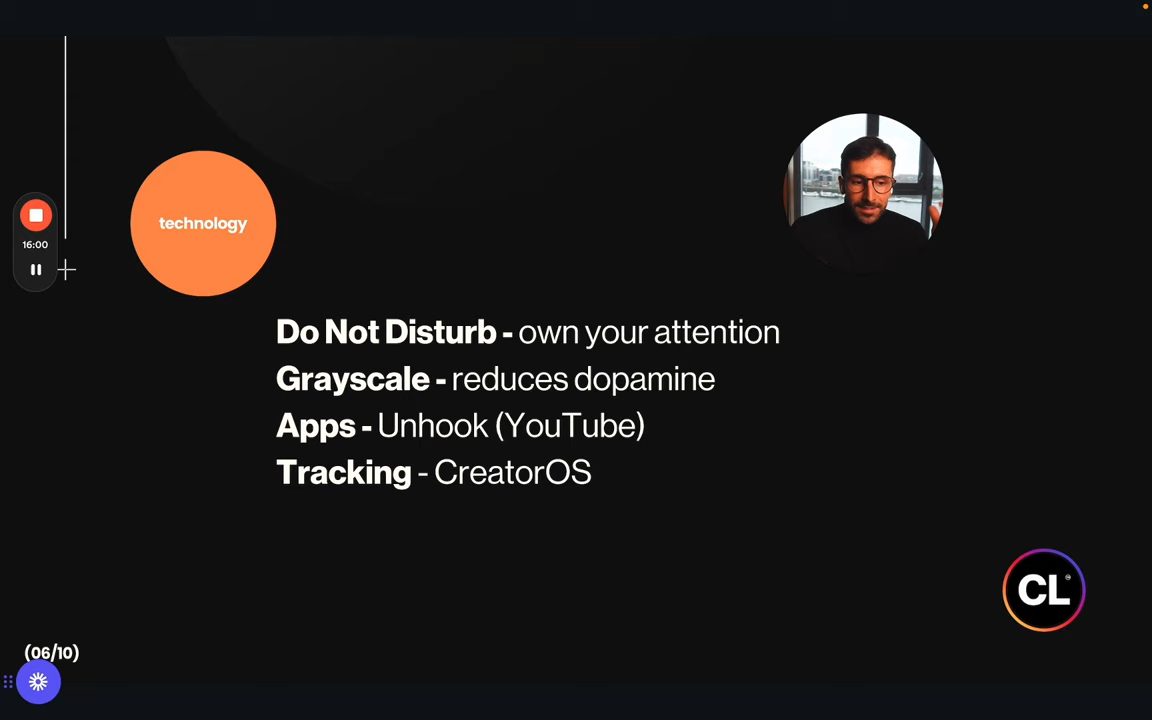 technology
16:00
Do Not Disturb - own your attention
Grayscale - reduces dopamine
Apps - Unhook (YouTube)
Tracking - CreatorOS
CL
(06/10)